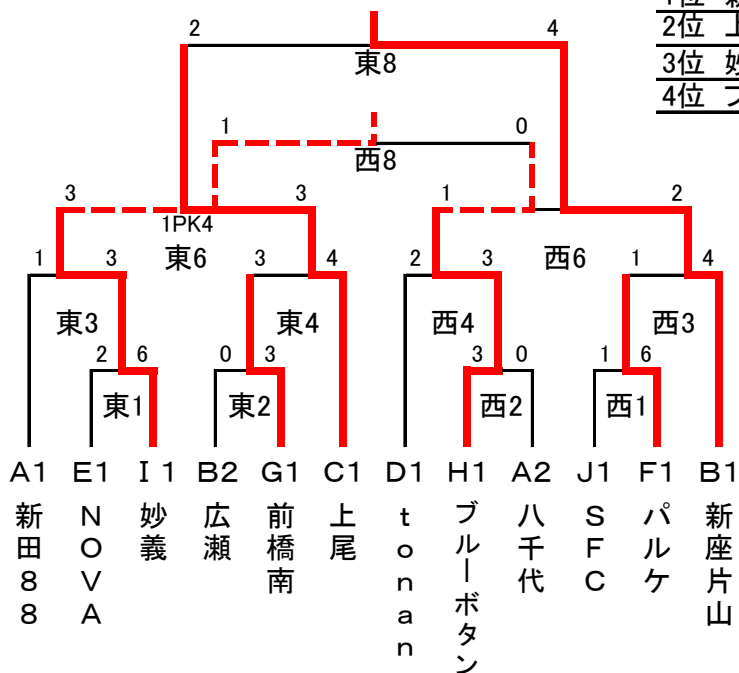 2
4
東8
1位
2位 上
3位
4位
1
0
西8
3
3
1
2
1PK4
東6
西6
1
3
3
4
2
3
1
4
東3
東4
西4
西3
2
6
0
3
3
0
1
6
東1
東2
西2
西1
A1
E1
I1
B2
G1
C1
D1
H1
A2
J1
F1
B1
新田88
NOVA
妙義
広瀬
前橋南
上尾
tonan
ブルーボタン
八千代
SFC
パルケ
新座片山